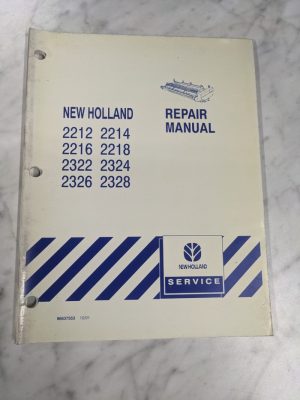 NEW HOLLAND
2212 2214
2216 2218
2322 2324
2326 2328
REPAIR
MANUAL
NEW HOLLAND
SERVICE